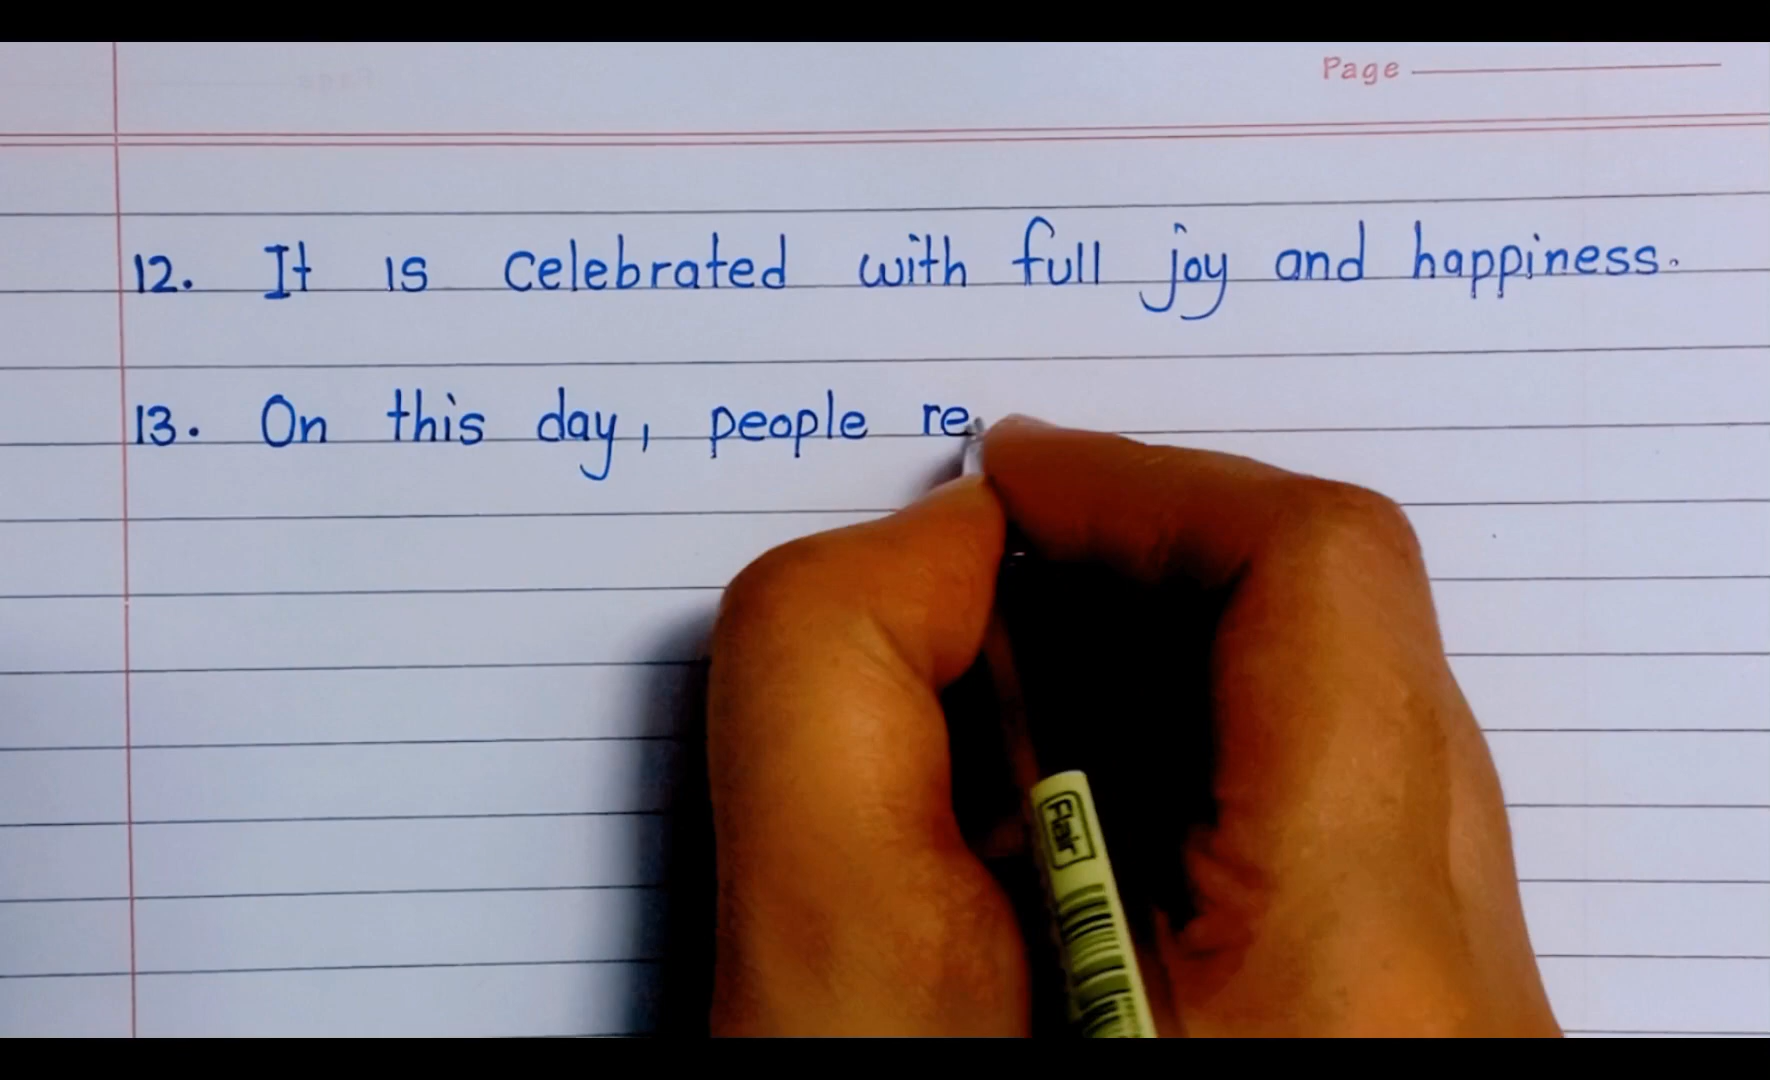 Page
12. It is celebrated with full joy and happiness.
13. On this day, people re
Flair